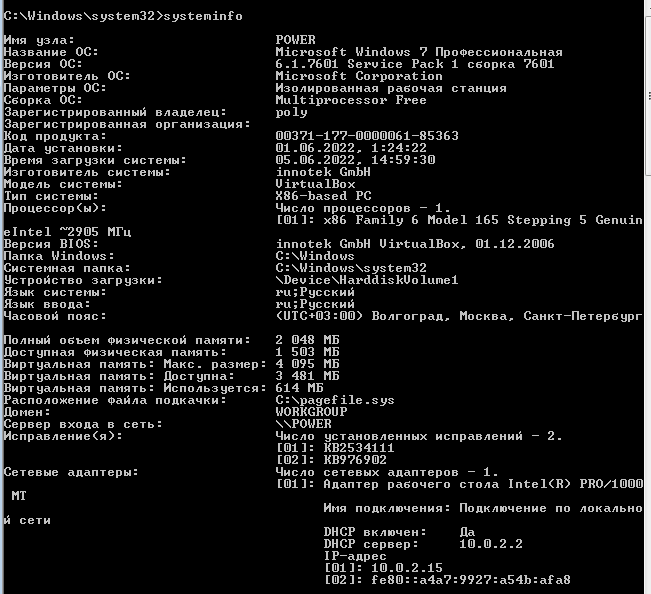 C:\Windows\system32>systeminfo
Имя узла: POWER
Название ОС: Microsoft Windows 7 Профессиональная
Версия ОС: 6.1.7601 Service Pack 1 сборка 7601
Изготовитель ОС: Microsoft Corporation
Параметры ОС: Изолированная рабочая станция
Сборка ОС: Multiprocessor Free
Зарегистрированный владелец: poly
Зарегистрированная организация:
Код продукта: 00371-177-0000061-85363
Дата установки: 01.06.2022, 1:24:22
Время загрузки системы: 05.06.2022, 14:59:30
Изготовитель системы: innotek GmbH
Модель системы: VirtualBox
Тип системы: X86-based PC
Процессор(ы): Число процессоров - 1.
[01]: x86 Family 6 Model 165 Stepping 5 Genuin
eIntel ~2905 МГц
Версия BIOS: innotek GmbH VirtualBox, 01.12.2006
Папка Windows: C:\Windows
Системная папка: C:\Windows\system32
Устройство загрузки: \Device\HarddiskVolume1
Язык системы: ru;Русский
Язык ввода: ru;Русский
Часовой пояс: (UTC+03:00) Волгоград, Москва, Санкт-Петербург
Полный объем физической памяти: 2 048 МБ
Доступная физическая память: 1 503 МБ
Виртуальная память: Макс. размер: 4 095 МБ
Виртуальная память: Доступна: 3 481 МБ
Виртуальная память: Используется: 614 МБ
Расположение файла подкачки: C:\pagefile.sys
Домен: WORKGROUP
Сервер входа в сеть: \\POWER
Исправление(я): Число установленных исправлений - 2.
[01]: KB2534111
[02]: KB976902
Сетевые адаптеры: Число сетевых адаптеров - 1.
[01]: Адаптер рабочего стола Intel(R) PRO/1000
MT
Имя подключения: Подключение по локально
й сети
DHCP включен: Да
DHCP сервер: 10.0.2.2
IP-адрес
[01]: 10.0.2.15
[02]: fe80::a4a7:9927:a54b:afa8